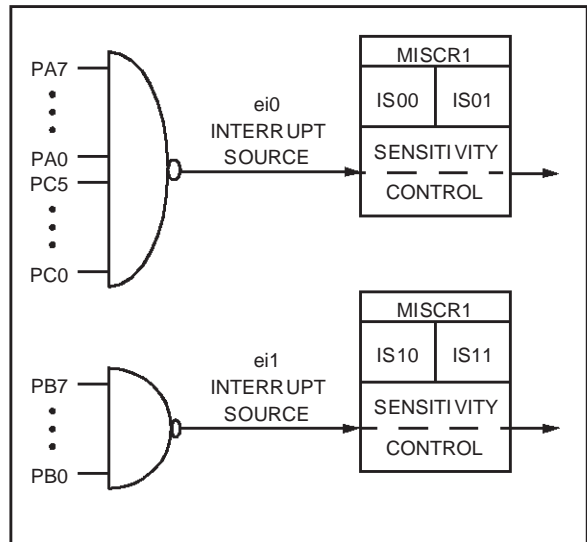 PA7
PA0
PC5
PC0
ei0
INTERRUPT
SOURCE
MISCR1
IS00 IS01
SENSITIVITY
CONTROL
PB7
PB0
ei1
INTERRUPT
SOURCE
MISCR1
IS10 IS11
SENSITIVITY
CONTROL